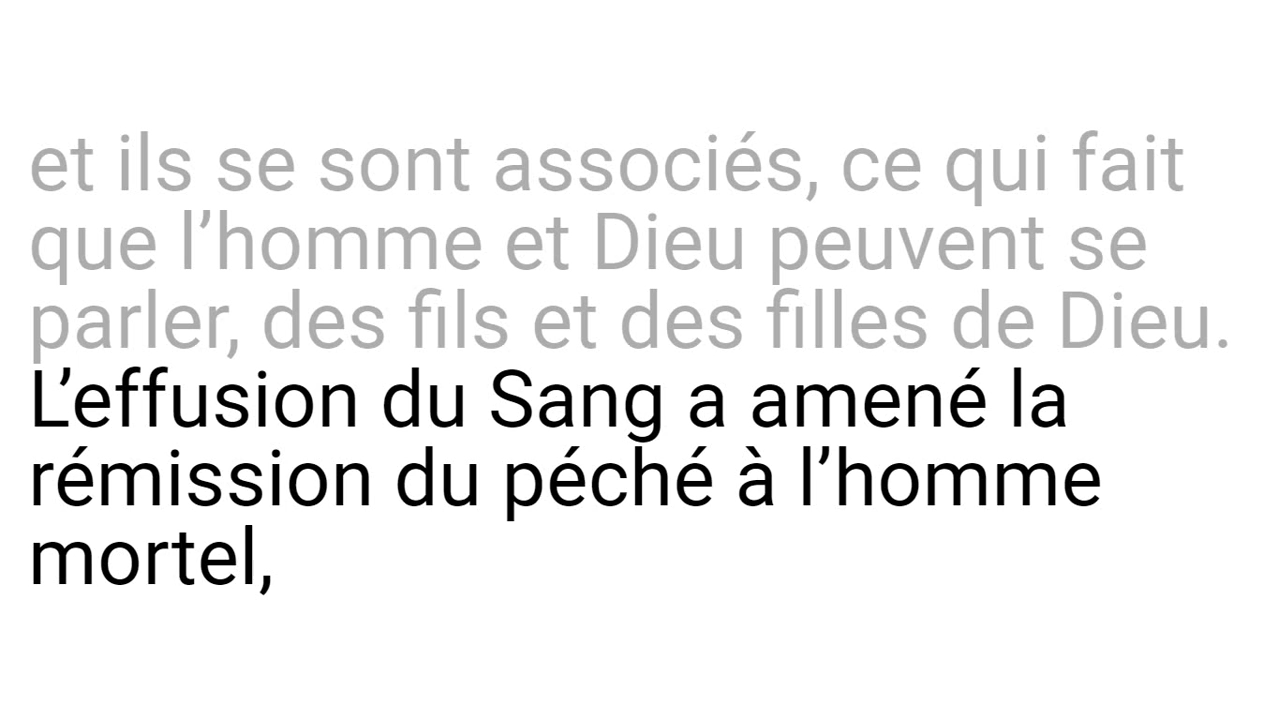 et ils se sont associés, ce qui fait
que l’homme et Dieu peuvent se
parler, des fils et des filles de Dieu.
L’effusion du Sang a amené la
rémission du péché à l’homme
mortel,